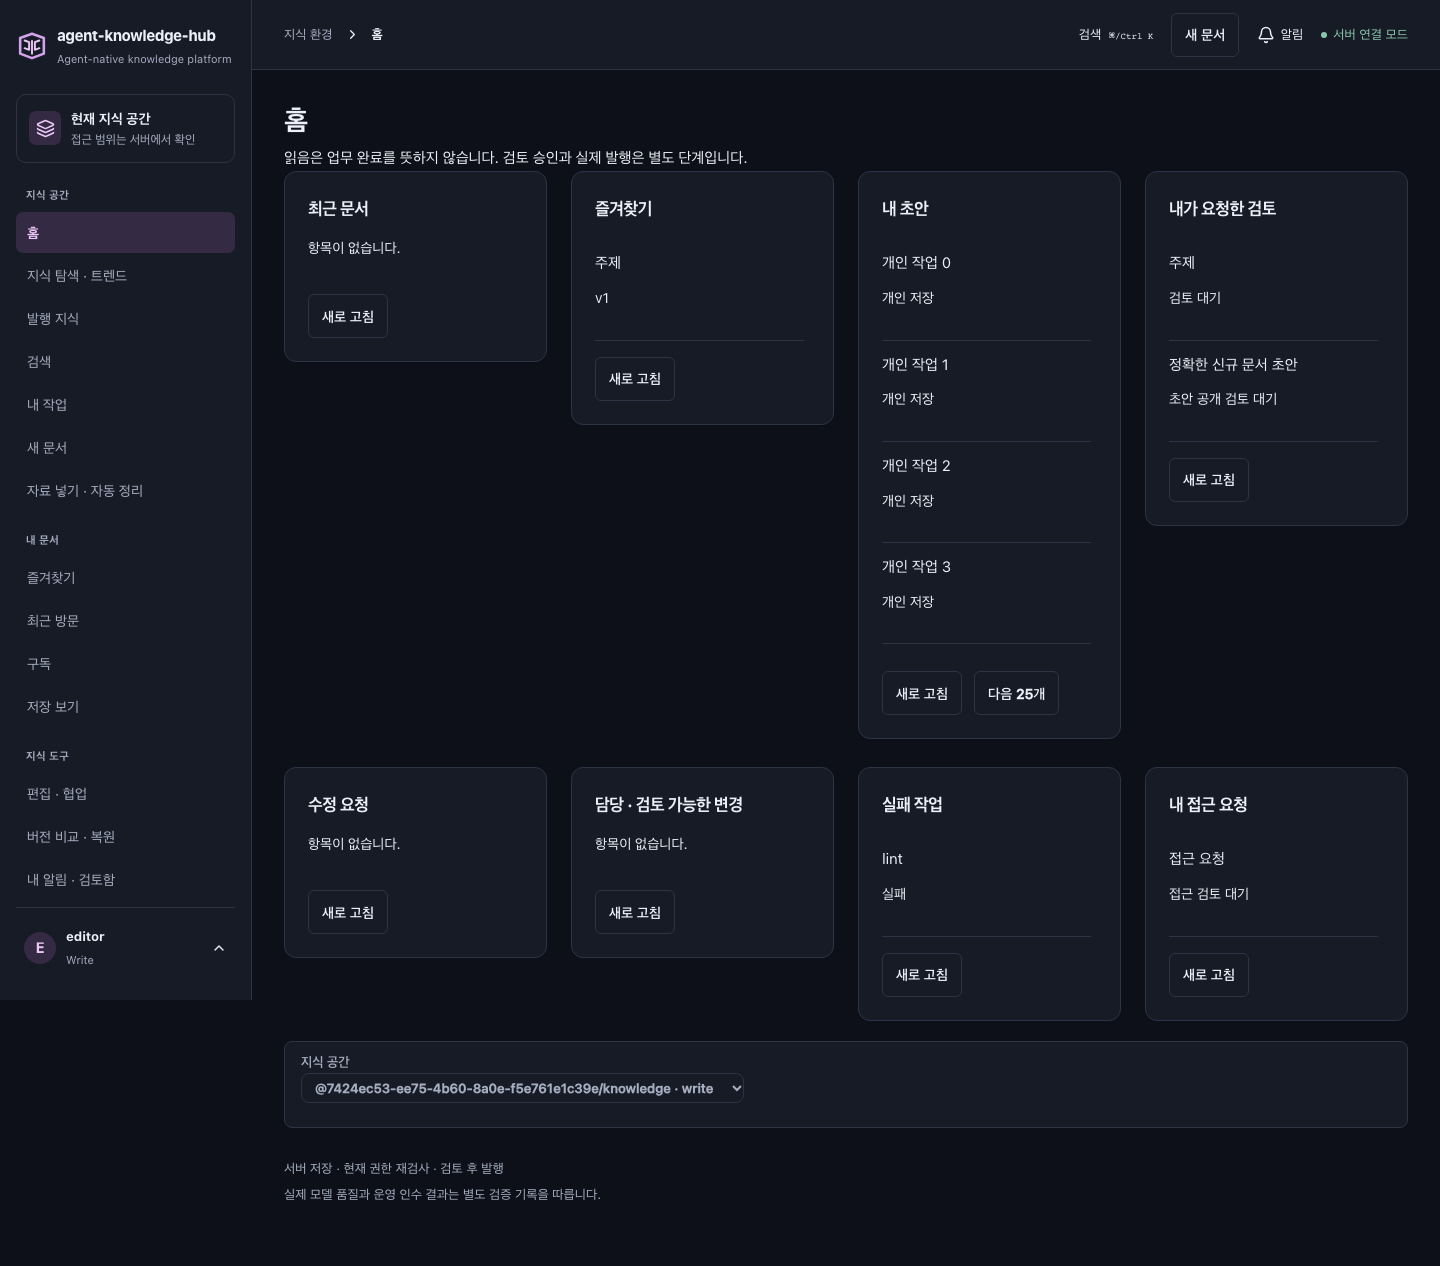 agent-knowledge-hub
Agent-native knowledge platform
현재 지식 공간
접근 범위는 서버에서 확인
지식 공간
홈
지식 탐색 · 트렌드
발행 지식
검색
내 작업
새 문서
자료 넣기 · 자동 정리
내 문서
즐겨찾기
최근 방문
구독
저장 보기
지식 도구
편집 · 협업
버전 비교 · 복원
내 알림 · 검토함
E
editor
Write
지식 환경 > 홈
검색 ⌘/Ctrl K
새 문서
알림
서버 연결 모드
홈
읽음은 업무 완료를 뜻하지 않습니다. 검토 승인과 실제 발행은 별도 단계입니다.
최근 문서
항목이 없습니다.
새로 고침
즐겨찾기
주제
v1
새로 고침
내 초안
개인 작업 0
개인 저장
개인 작업 1
개인 저장
개인 작업 2
개인 저장
개인 작업 3
개인 저장
새로 고침
다음 25개
내가 요청한 검토
주제
검토 대기
정확한 신규 문서 초안
초안 공개 검토 대기
새로 고침
수정 요청
항목이 없습니다.
새로 고침
담당 · 검토 가능한 변경
항목이 없습니다.
새로 고침
실패 작업
lint
실패
새로 고침
내 접근 요청
접근 요청
접근 검토 대기
새로 고침
지식 공간
@7424ec53-ee75-4b60-8a0e-f5e761e1c39e/knowledge · write
서버 저장 · 현재 권한 재검사 · 검토 후 발행
실제 모델 품질과 운영 인수 결과는 별도 검증 기록을 따릅니다.